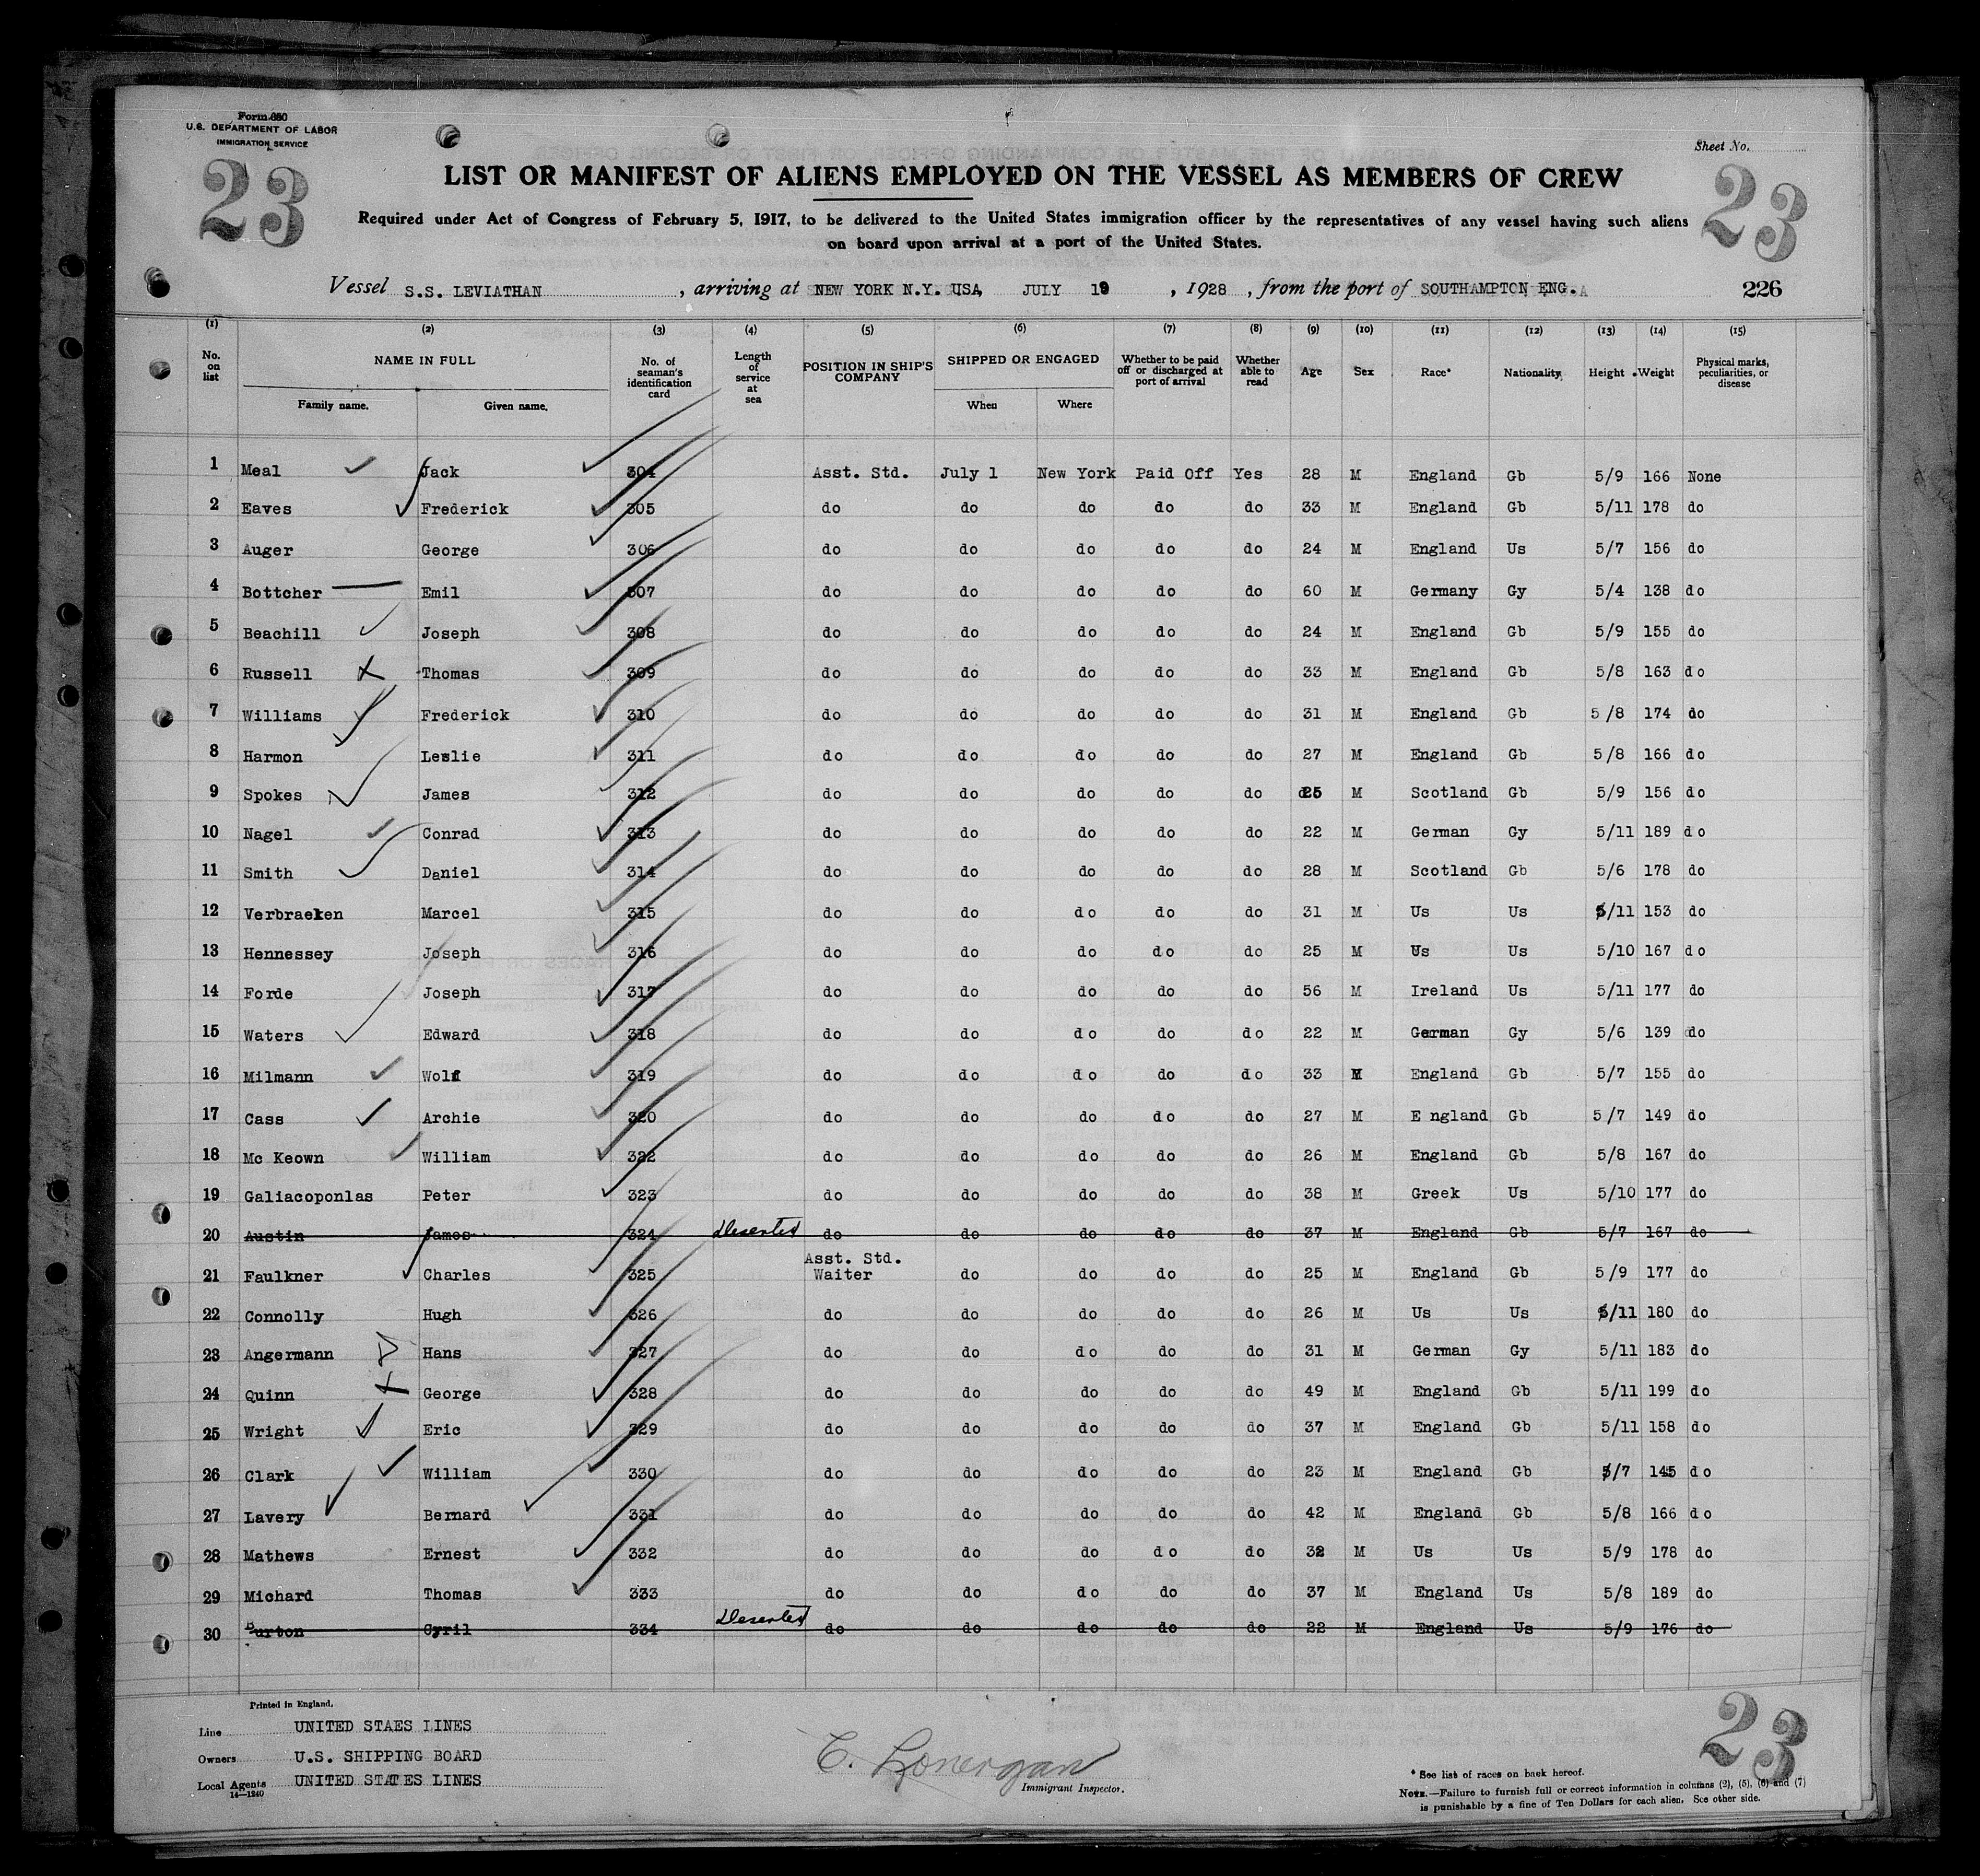 Form 680
U.S. DEPARTMENT OF LABOR
IMMIGRATION SERVICE
Sheet No.
23
23
LIST OR MANIFEST OF ALIENS EMPLOYED ON THE VESSEL AS MEMBERS OF CREW
Required under Act of Congress of February 5, 1917, to be delivered to the United States immigration officer by the representatives of any vessel having such aliens
on board upon arrival at a port of the United States.
Vessel S.S. LEVIATHAN, arriving at NEW YORK N.Y. USA, JULY 19, 1928, from the port of SOUTHAMPTON ENG. 226
(1) (2) (3) (4) (5) (6) (7) (8) (9) (10) (11) (12) (13) (14) (15)
No. on list NAME IN FULL Family name. Given name. No. of seaman's identification card Length of service at sea POSITION IN SHIP'S COMPANY SHIPPED OR ENGAGED When Where Whether to be paid off or discharged at port of arrival Whether able to read Age Sex Race* Nationality Height Weight Physical marks, peculiarities, or disease
1 Meal Jack 304 Asst. Std. July 1 New York Paid Off Yes 28 M England Gb 5/9 166 None
2 Eaves Frederick 305 do do do do do 33 M England Gb 5/11 178 do
3 Auger George 306 do do do do do 24 M England Us 5/7 156 do
4 Bottcher Emil 307 do do do do do 60 M Germany Gy 5/4 138 do
5 Beachill Joseph 308 do do do do do 24 M England Gb 5/9 155 do
6 Russell Thomas 309 do do do do do 33 M England Gb 5/8 163 do
7 Williams Frederick 310 do do do do do 31 M England Gb 5/8 174 do
8 Harmon Leslie 311 do do do do do 27 M England Gb 5/8 166 do
9 Spokes James 312 do do do do do 25 M Scotland Gb 5/9 156 do
10 Nagel Conrad 313 do do do do do 22 M German Gy 5/11 189 do
11 Smith Daniel 314 do do do do do 28 M Scotland Gb 5/6 178 do
12 Verbraeken Marcel 315 do do do do do 31 M Us Us 5/11 153 do
13 Hennessey Joseph 316 do do do do do 25 M Us Us 5/10 167 do
14 Forde Joseph 317 do do do do do 56 M Ireland Us 5/11 177 do
15 Waters Edward 318 do do do do do 22 M German Gy 5/6 139 do
16 Milmann Wolf 319 do do do do do 33 M England Gb 5/7 155 do
17 Cass Archie 320 do do do do do 27 M E ngland Gb 5/7 149 do
18 Mc Keown William 322 do do do do do 26 M England Gb 5/8 167 do
19 Galiacoponlas Peter 323 do do do do do 38 M Greek Us 5/10 177 do
20 Austin James 324 Deserted do do do do do 37 M England Gb 5/7 167 do
21 Faulkner Charles 325 Asst. Std. Waiter do do do do 25 M England Gb 5/9 177 do
22 Connolly Hugh 326 do do do do do 26 M Us Us 5/11 180 do
23 Angermann Hans 327 do do do do do 31 M German Gy 5/11 183 do
24 Quinn George 328 do do do do do 49 M England Gb 5/11 199 do
25 Wright Eric 329 do do do do do 37 M England Gb 5/11 158 do
26 Clark William 330 do do do do do 23 M England Gb 5/7 145 do
27 Lavery Bernard 331 do do do do do 42 M England Gb 5/8 166 do
28 Mathews Ernest 332 do do do do do 32 M Us Us 5/9 178 do
29 Michard Thomas 333 do do do do do 37 M England Us 5/8 189 do
30 Burton Cyril 334 Deserted do do do do do 22 M England Us 5/9 176 do
Printed in England.
Line UNITED STAES LINES
Owners U.S. SHIPPING BOARD
Local Agents UNITED STATES LINES
14—1240
C. Lonergan
Immigrant Inspector.
23
* See list of races on back hereof.
NOTE.—Failure to furnish full or correct information in columns (2), (5), (6) and (7)
is punishable by a fine of Ten Dollars for each alien. See other side.